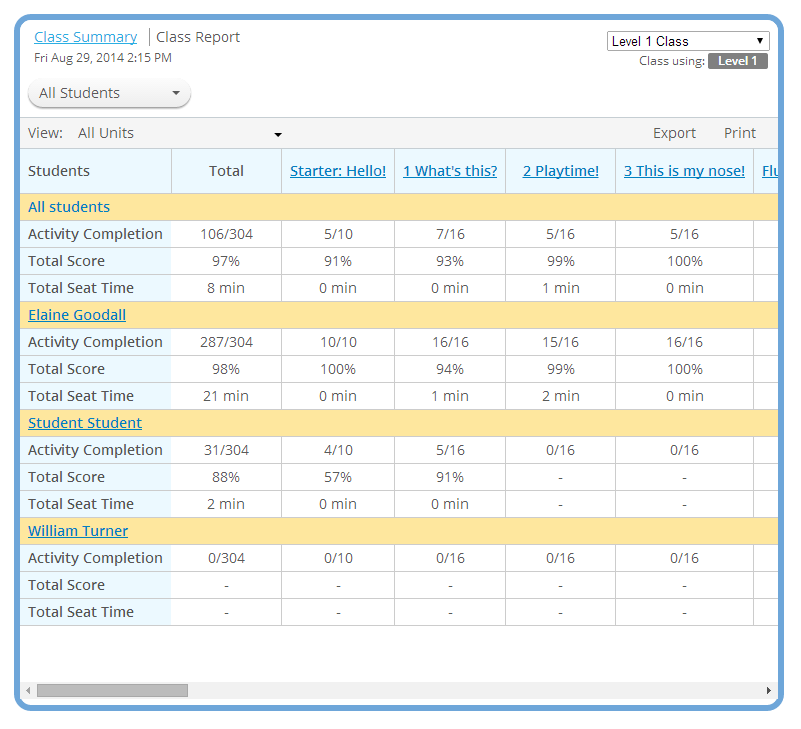 Class Summary | Class Report
Level 1 Class
Fri Aug 29, 2014 2:15 PM
Class using: Level 1
All Students
View: All Units Export Print
Students Total Starter: Hello! 1 What's this? 2 Playtime! 3 This is my nose! Flu
All students
Activity Completion 106/304 5/10 7/16 5/16 5/16
Total Score 97% 91% 93% 99% 100%
Total Seat Time 8 min 0 min 0 min 1 min 0 min
Elaine Goodall
Activity Completion 287/304 10/10 16/16 15/16 16/16
Total Score 98% 100% 94% 99% 100%
Total Seat Time 21 min 0 min 1 min 2 min 0 min
Student Student
Activity Completion 31/304 4/10 5/16 0/16 0/16
Total Score 88% 57% 91% - -
Total Seat Time 2 min 0 min 0 min - -
William Turner
Activity Completion 0/304 0/10 0/16 0/16 0/16
Total Score - - - - -
Total Seat Time - - - - -